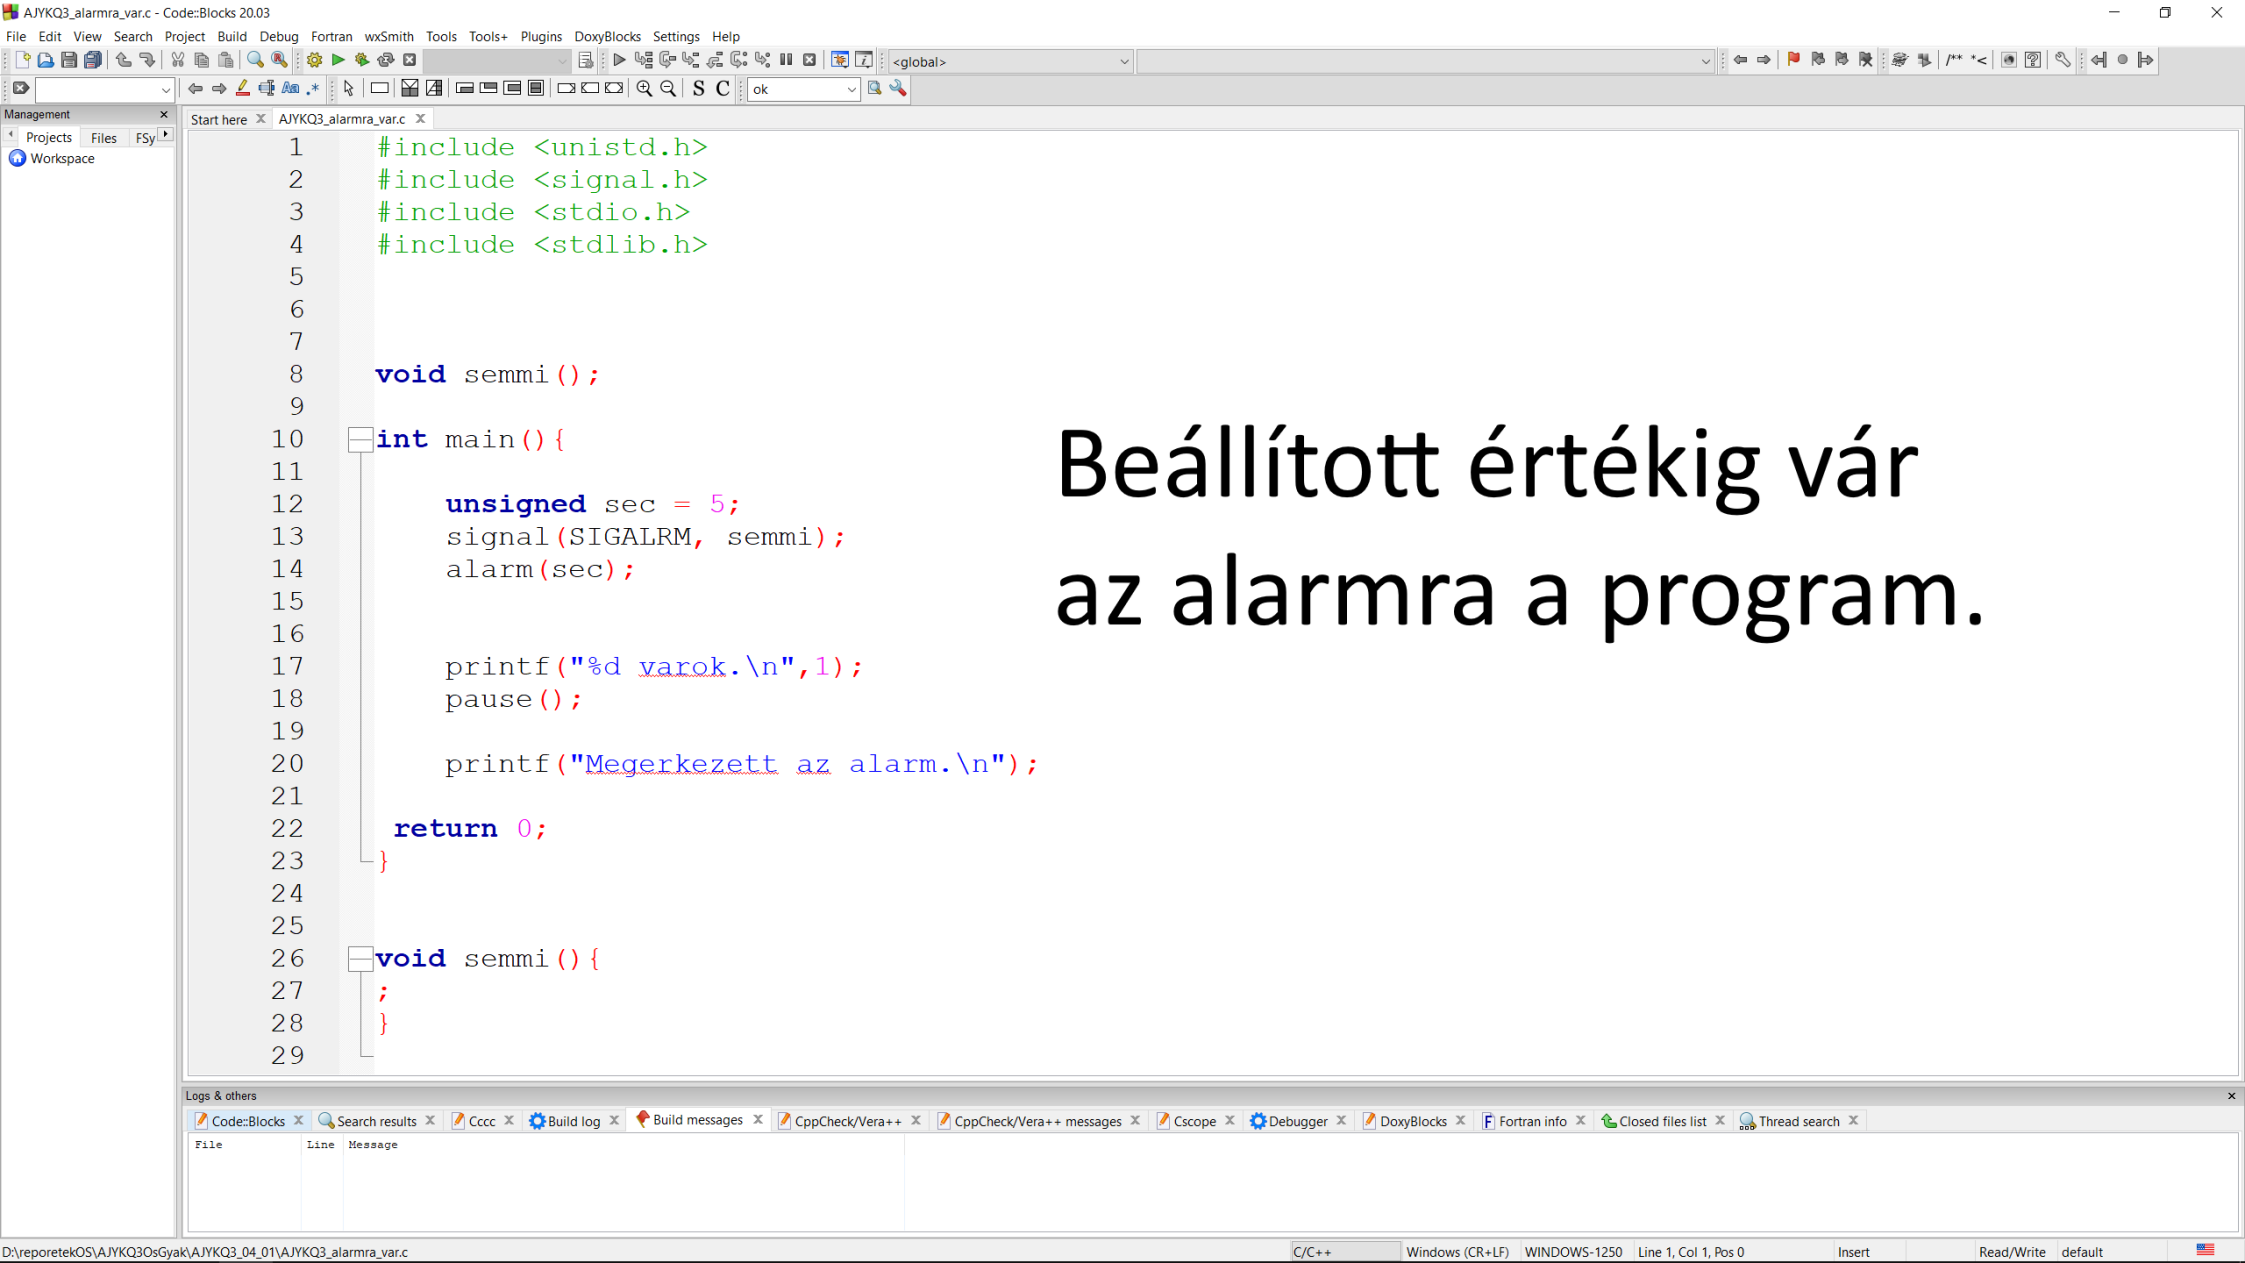 AJYKQ3_alarmra_var.c - Code::Blocks 20.03
File Edit View Search Project Build Debug Fortran wxSmith Tools Tools+ Plugins DoxyBlocks Settings Help
<global>
S C ok
Management
Start here AJYKQ3_alarmra_var.c
Projects Files FSy
Workspace
1 #include <unistd.h>
2 #include <signal.h>
3 #include <stdio.h>
4 #include <stdlib.h>
5
6
7
8 void semmi();
9
10 int main(){
11
12 unsigned sec = 5;
13 signal(SIGALRM, semmi);
14 alarm(sec);
15
16
17 printf("%d varok.\n",1);
18 pause();
19
20 printf("Megerkezett az alarm.\n");
21
22 return 0;
23 }
24
25
26 void semmi(){
27 ;
28 }
29
Beállított értékig vár
az alarmra a program.
Logs & others
Code::Blocks Search results Cccc Build log Build messages CppCheck/Vera++ CppCheck/Vera++ messages Cscope Debugger DoxyBlocks Fortran info Closed files list Thread search
File Line Message
D:\reporetekOS\AJYKQ3OsGyak\AJYKQ3_04_01\AJYKQ3_alarmra_var.c C/C++ Windows (CR+LF) WINDOWS-1250 Line 1, Col 1, Pos 0 Insert Read/Write default